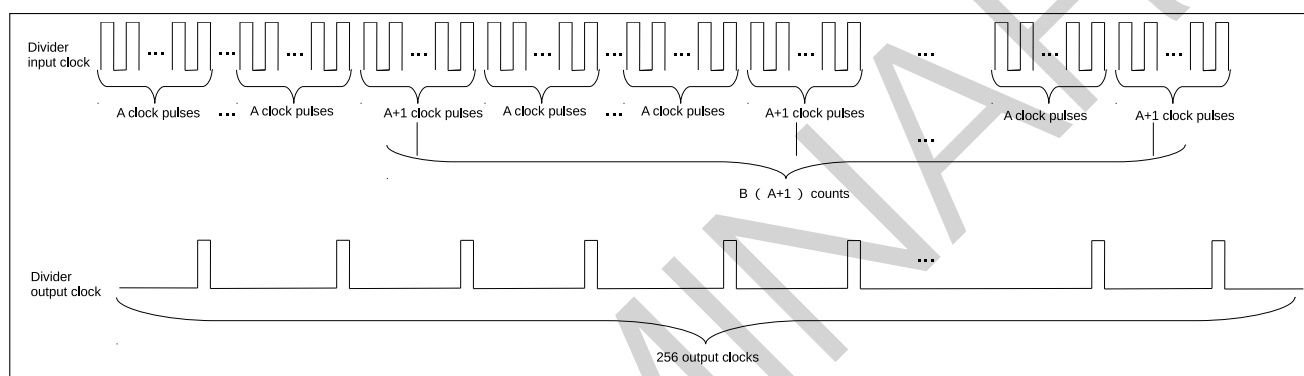 Divider
input clock
... ... ... ... ... ... ... ... ... ...
A clock pulses ... A clock pulses A+1 clock pulses A clock pulses ... A clock pulses A+1 clock pulses A clock pulses A+1 clock pulses
...
B ( A+1 ) counts
...
Divider
output clock
256 output clocks